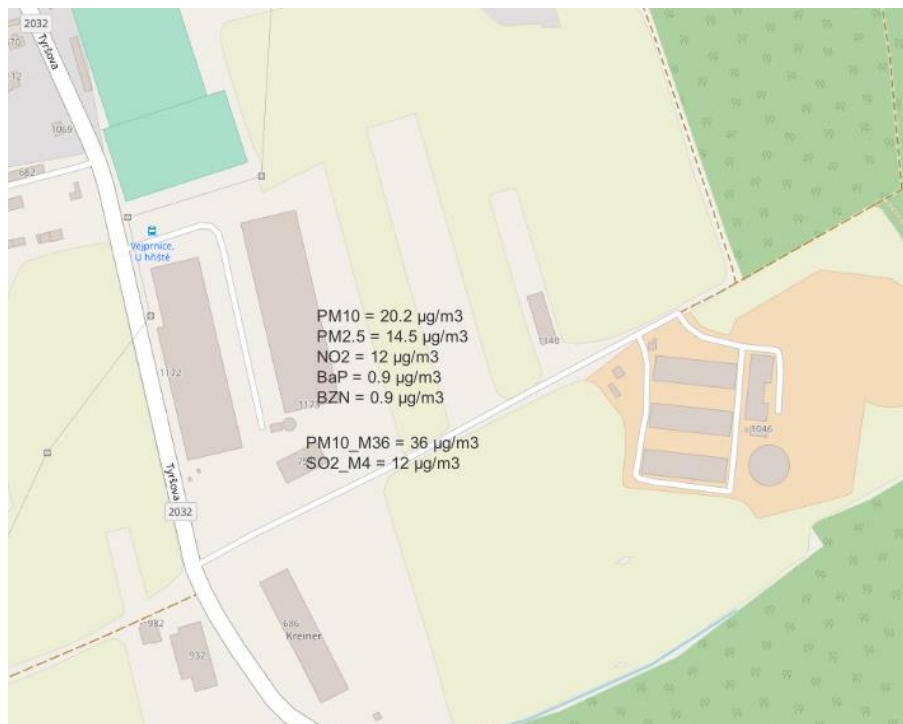 2032
Tyršova
1069
682
Vejprnice,
U hřiště
PM10 = 20.2 µg/m3
PM2.5 = 14.5 µg/m3
NO2 = 12 µg/m3
BaP = 0.9 µg/m3
BZN = 0.9 µg/m3
1148
1172
1173
1046
PM10_M36 = 36 µg/m3
SO2_M4 = 12 µg/m3
Tyršova
2032
982
686
Kreiner
932